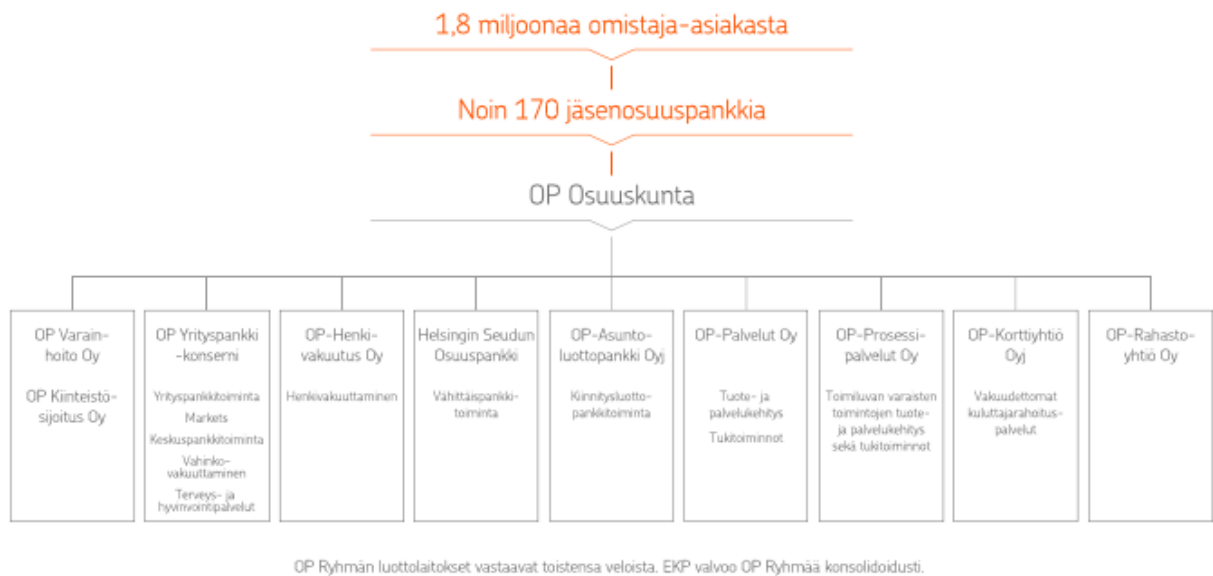 1,8 miljoonaa omistaja-asiakasta
Noin 170 jäsenosuuspankkia
OP Osuuskunta
OP Varain-
hoito Oy
OP Kiinteistö-
sijoitus Oy
OP Yrityspankki
-konserni
Yrityspankkitoiminta
Markets
Keskuspankkitoiminta
Vahinko-
vakuuttaminen
Terveys- ja
hyvinvointipalvelut
OP-Henki-
vakuutus Oy
Henkivakuuttaminen
Helsingin Seudun
Osuuspankki
Vähittäispankki-
toiminta
OP-Asunto-
luottopankki Oyj
Kiinnitysluotto-
pankkitoiminta
OP-Palvelut Oy
Tuote- ja
palvelukehitys
Tukitoiminnot
OP-Prosessi-
palvelut Oy
Toimiluvan varaisten
toimintojen tuote-
ja palvelukehitys
sekä tukitoiminnot
OP-Korttiyhtiö
Oyj
Vakuudettomat
kuluttajarahoitus-
palvelut
OP-Rahasto-
yhtiö Oy
OP Ryhmän luottolaitokset vastaavat toistensa veloista. EKP valvoo OP Ryhmää konsolidoidusti.